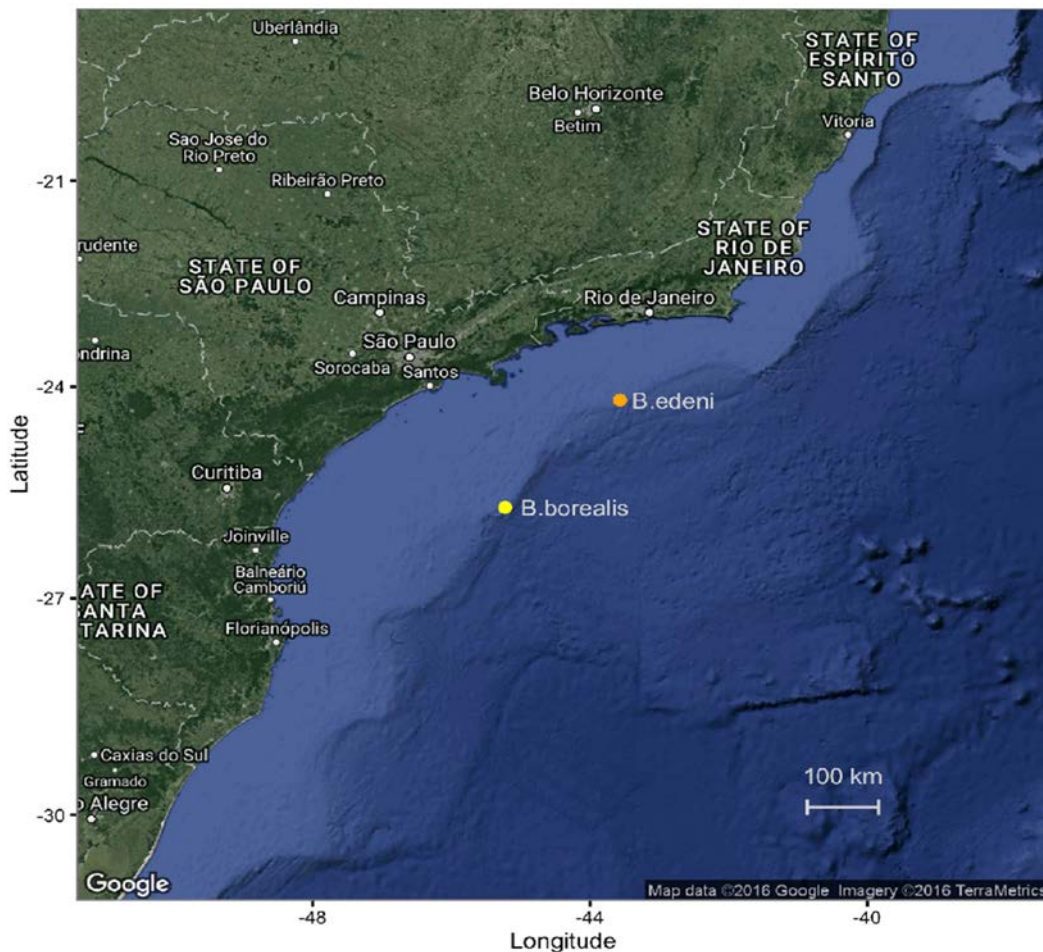 Uberlândia
STATE OF
ESPÍRITO
SANTO
Belo Horizonte
Betim
Vitoria
Sao Jose do
Rio Preto
-21
Ribeirão Preto
rudente
STATE OF
RIO DE
JANEIRO
STATE OF
SÃO PAULO
Campinas
Rio de Janeiro
ondrina
São Paulo
Sorocaba
Santos
-24
B.edeni
F
Latitude
Curitiba
B.borealis
Joinville
Balneário
Camboriú
-27
ATE OF
SANTA
TARINA
Florianópolis
Caxias do Sul
Gramado
100 km
o Alegre
-30
Google
Map data ©2016 Google Imagery ©2016 TerraMetrics
-48
-44
-40
Longitude